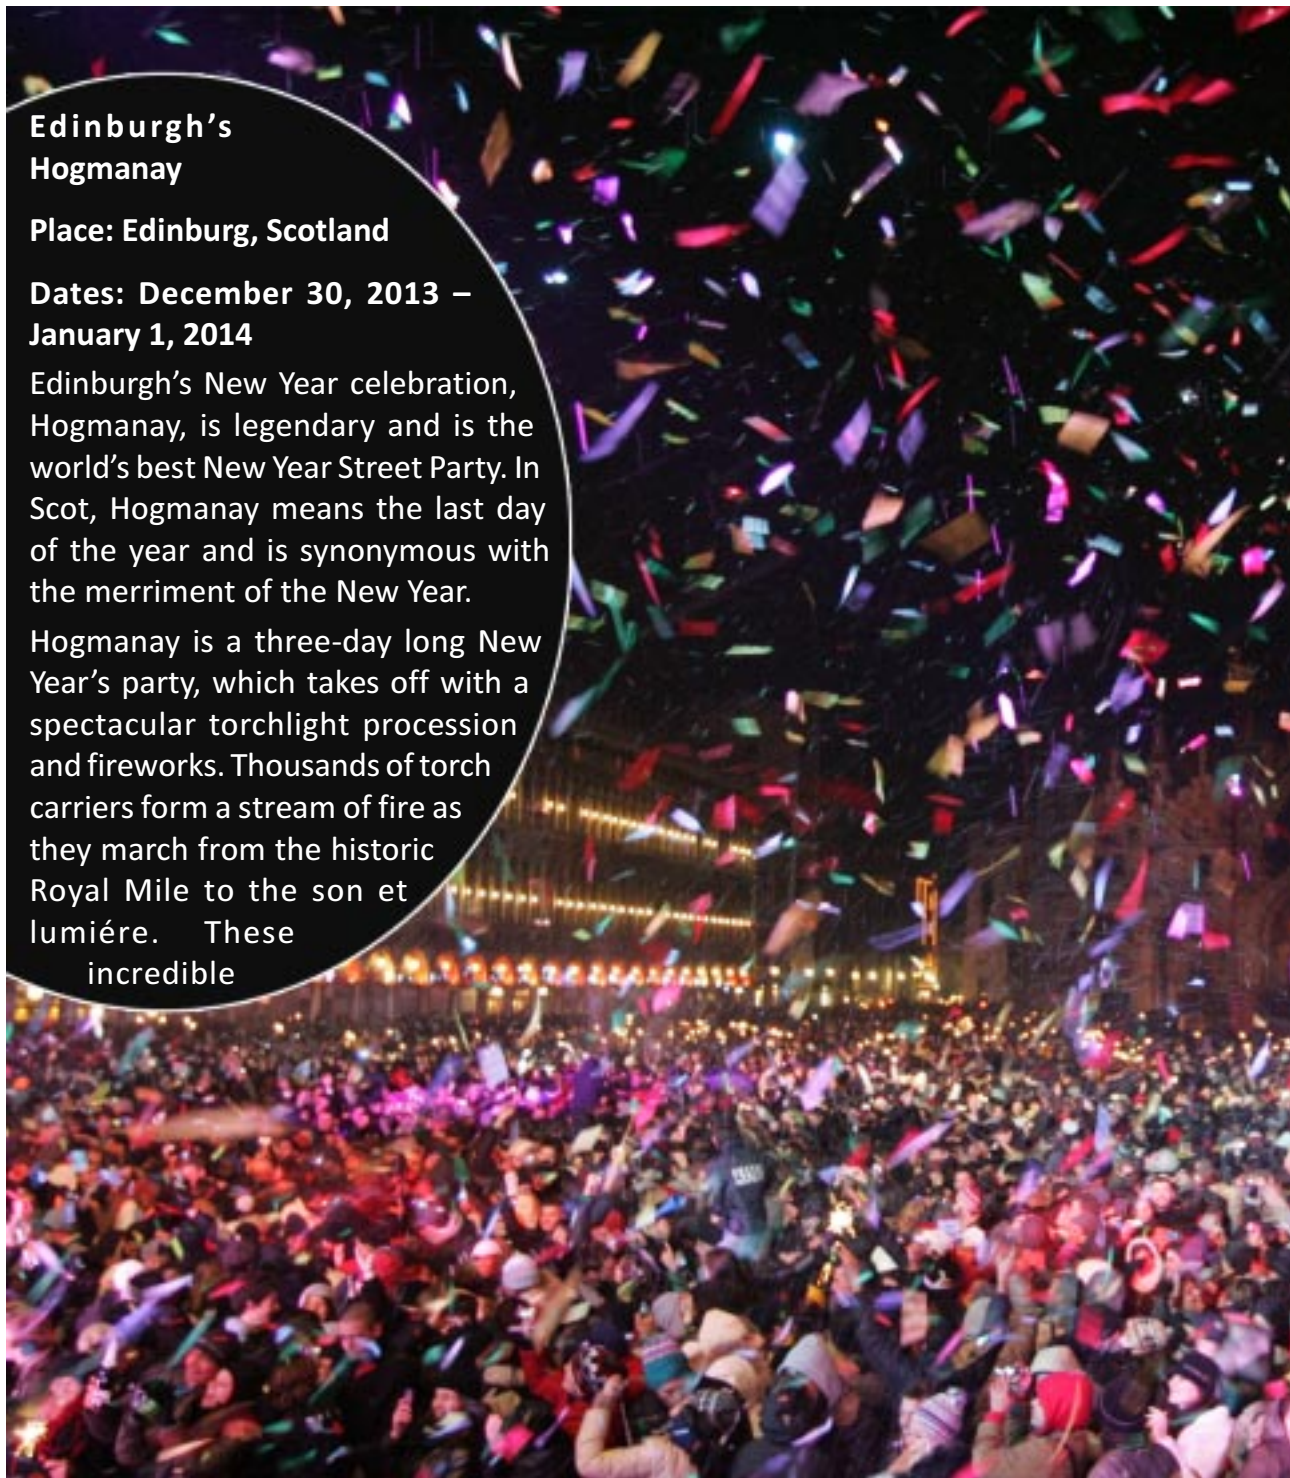 Edinburgh’s
Hogmanay
Place: Edinburg, Scotland
Dates: December 30, 2013 –
January 1, 2014
Edinburgh’s New Year celebration,
Hogmanay, is legendary and is the
world’s best New Year Street Party. In
Scot, Hogmanay means the last day
of the year and is synonymous with
the merriment of the New Year.
Hogmanay is a three-day long New
Year’s party, which takes off with a
spectacular torchlight procession
and fireworks. Thousands of torch
carriers form a stream of fire as
they march from the historic
Royal Mile to the son et
lumiére. These
incredible